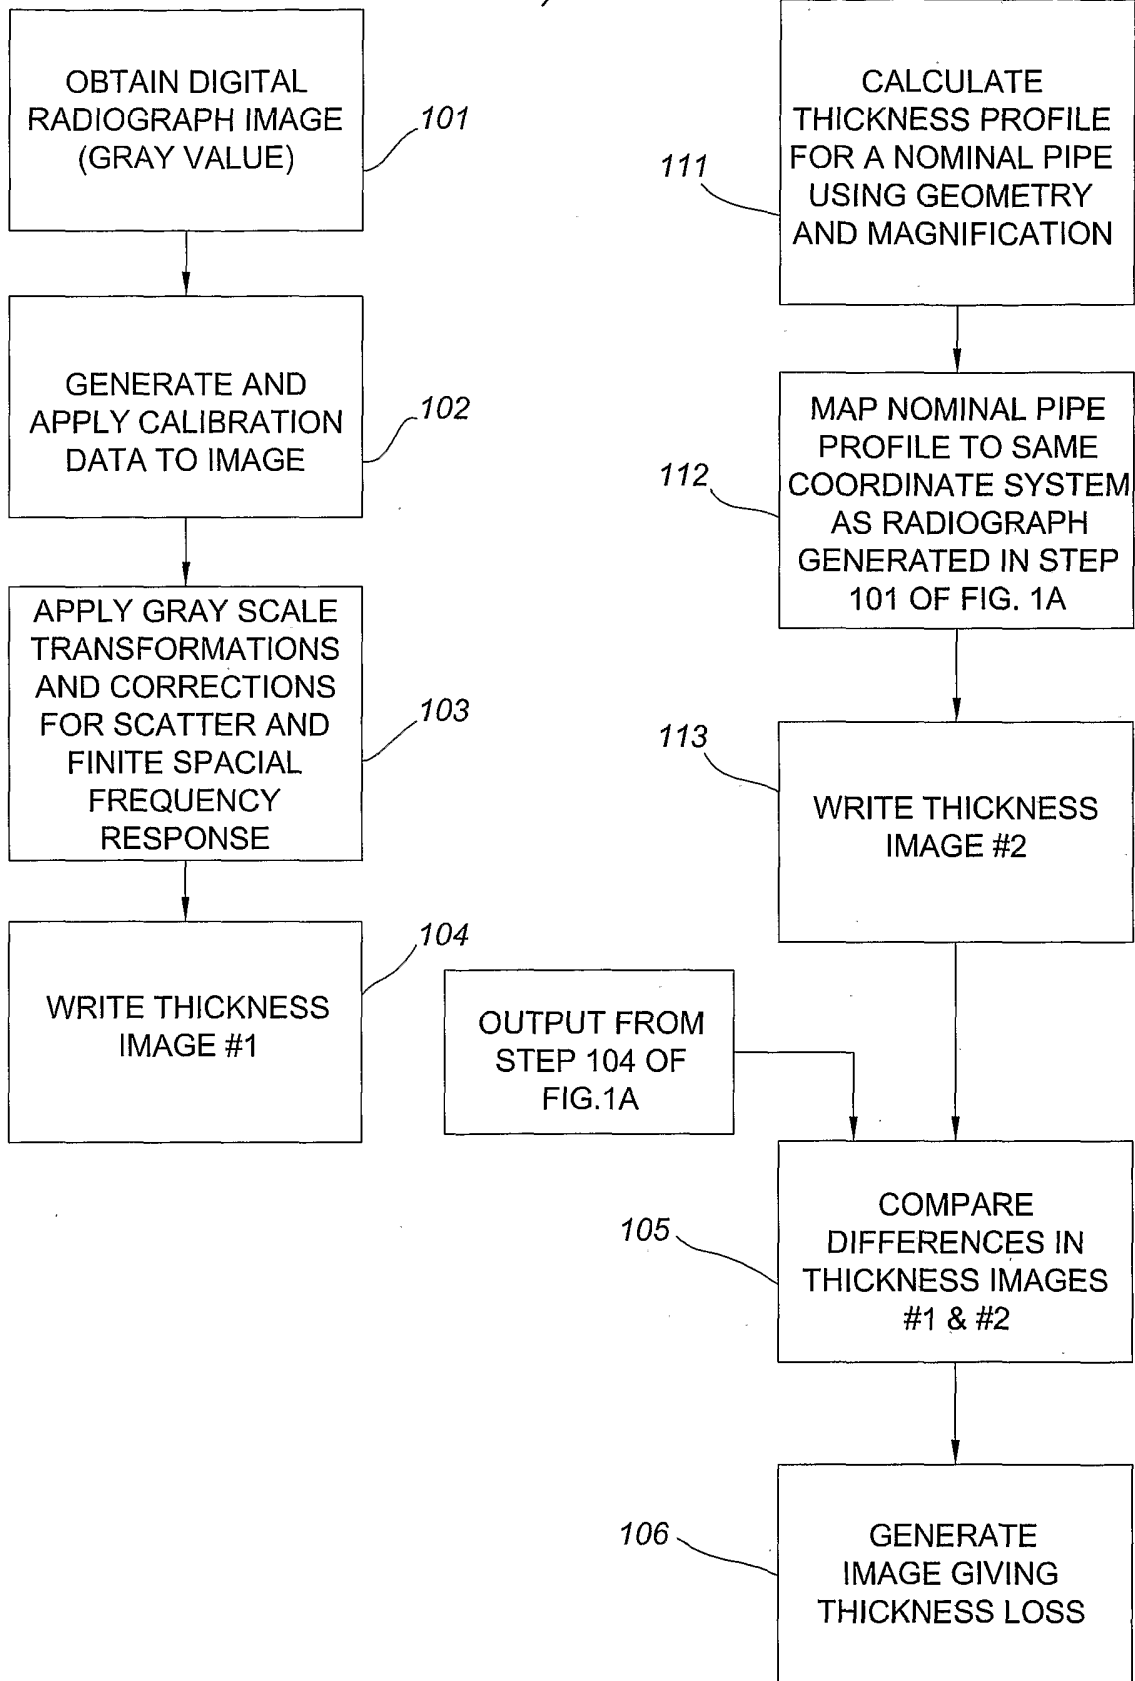 OBTAIN DIGITAL
RADIOGRAPH IMAGE
(GRAY VALUE)
101
GENERATE AND
APPLY CALIBRATION
DATA TO IMAGE
102
APPLY GRAY SCALE
TRANSFORMATIONS
AND CORRECTIONS
FOR SCATTER AND
FINITE SPACIAL
FREQUENCY
RESPONSE
103
WRITE THICKNESS
IMAGE #1
104
CALCULATE
THICKNESS PROFILE
FOR A NOMINAL PIPE
USING GEOMETRY
AND MAGNIFICATION
111
MAP NOMINAL PIPE
PROFILE TO SAME
COORDINATE SYSTEM
AS RADIOGRAPH
GENERATED IN STEP
101 OF FIG. 1A
112
WRITE THICKNESS
IMAGE #2
113
OUTPUT FROM
STEP 104 OF
FIG.1A
COMPARE
DIFFERENCES IN
THICKNESS IMAGES
#1 & #2
105
GENERATE
IMAGE GIVING
THICKNESS LOSS
106